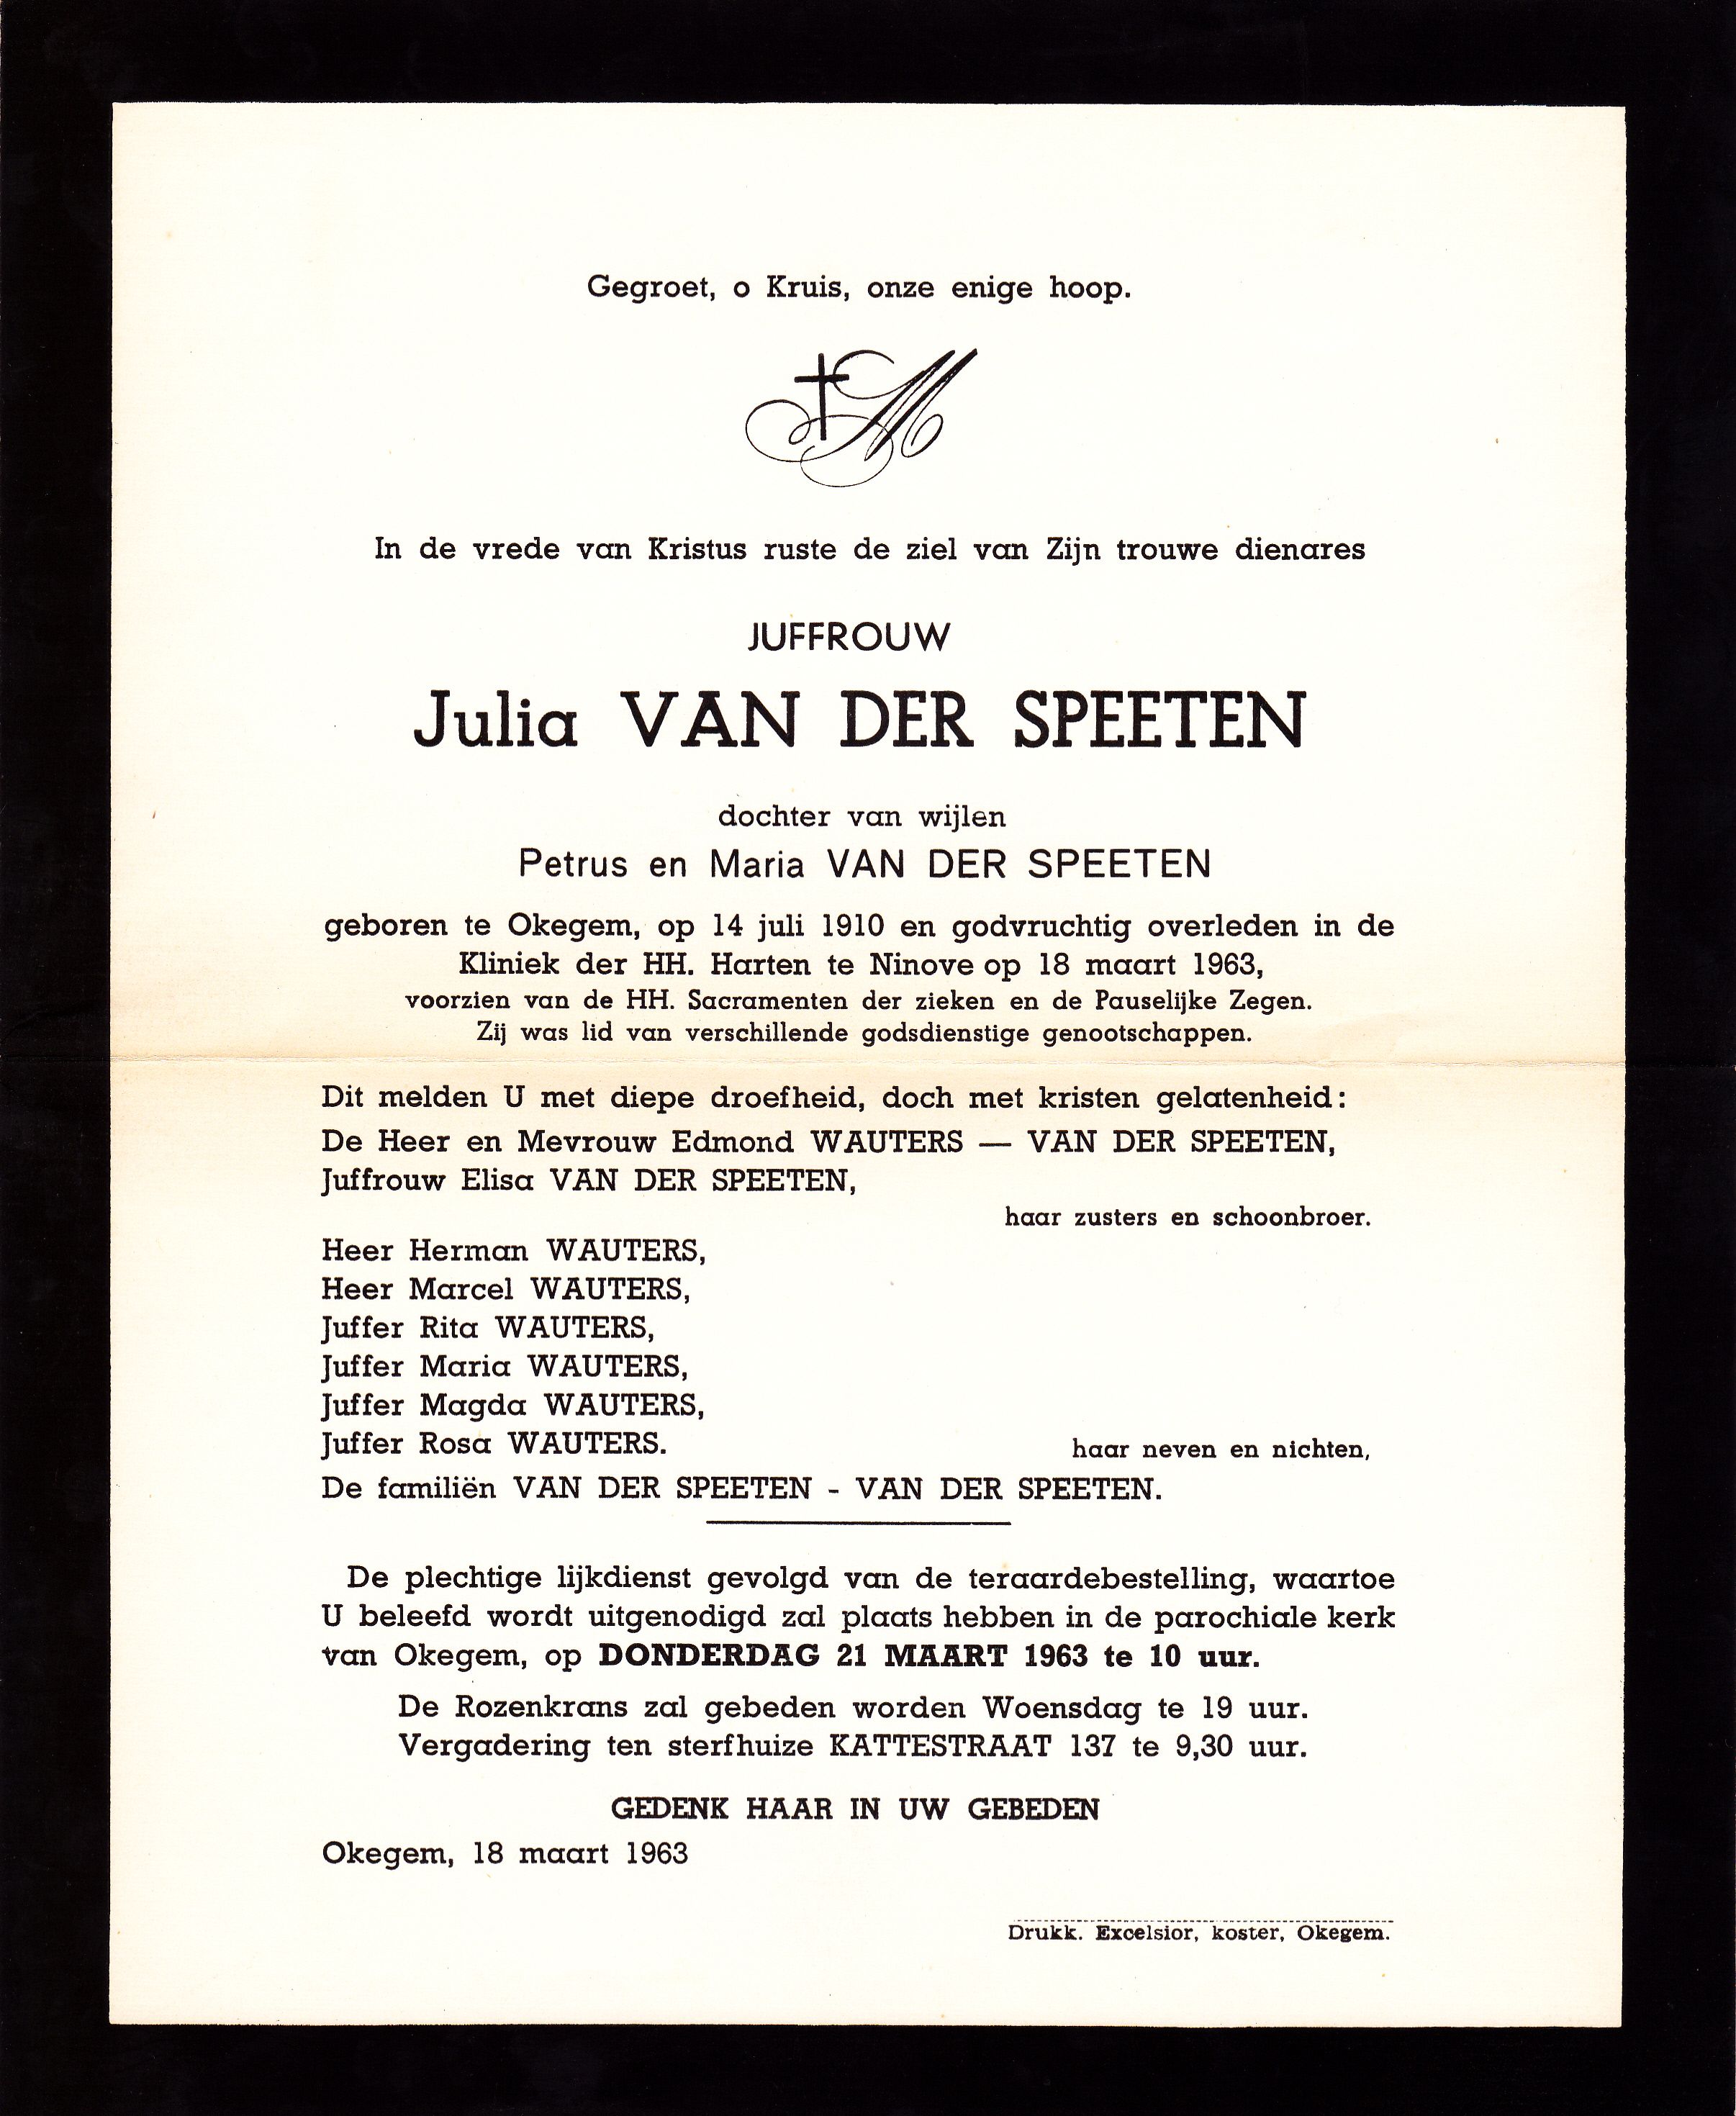 Gegroet, o Kruis, onze enige hoop.
M
In de vrede van Kristus ruste de ziel van Zijn trouwe dienares
JUFFROUW
Julia VAN DER SPEETEN
dochter van wijlen
Petrus en Maria VAN DER SPEETEN
geboren te Okegem, op 14 juli 1910 en godvruchtig overleden in de
Kliniek der HH. Harten te Ninove op 18 maart 1963,
voorzien van de HH. Sacramenten der zieken en de Pauselijke Zegen.
Zij was lid van verschillende godsdienstige genootschappen.
Dit melden U met diepe droefheid, doch met kristen gelatenheid:
De Heer en Mevrouw Edmond WAUTERS — VAN DER SPEETEN,
Juffrouw Elisa VAN DER SPEETEN,
haar zusters en schoonbroer.
Heer Herman WAUTERS,
Heer Marcel WAUTERS,
Juffer Rita WAUTERS,
Juffer Maria WAUTERS,
Juffer Magda WAUTERS,
Juffer Rosa WAUTERS.
haar neven en nichten,
De familiën VAN DER SPEETEN - VAN DER SPEETEN.
De plechtige lijkdienst gevolgd van de teraardebestelling, waartoe
U beleefd wordt uitgenodigd zal plaats hebben in de parochiale kerk
van Okegem, op DONDERDAG 21 MAART 1963 te 10 uur.
De Rozenkrans zal gebeden worden Woensdag te 19 uur.
Vergadering ten sterfhuize KATTESTRAAT 137 te 9,30 uur.
GEDENK HAAR IN UW GEBEDEN
Okegem, 18 maart 1963
Drukk. Excelsior, koster, Okegem.